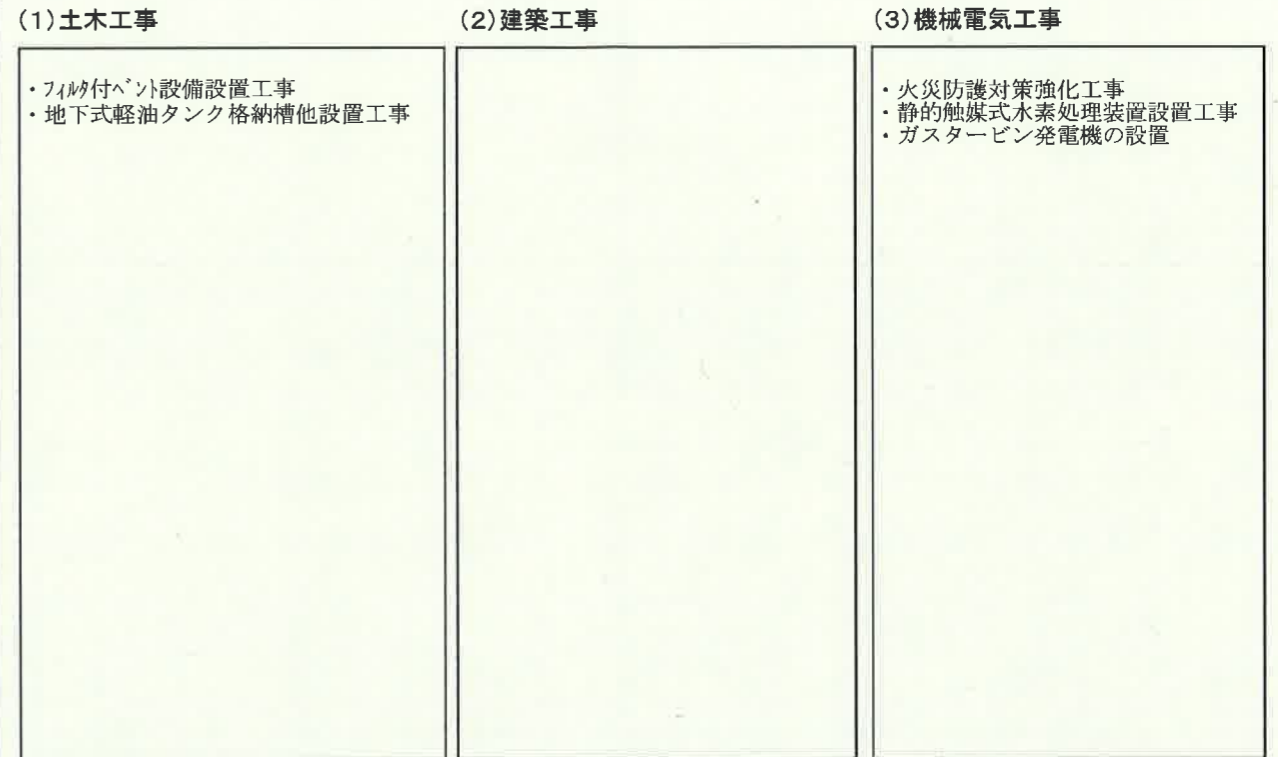 (1)土木工事
・フィルタ付ベント設備設置工事
・地下式軽油タンク格納槽他設置工事
(2)建築工事
(3)機械電気工事
・火災防護対策強化工事
・静的触媒式水素処理装置設置工事
・ガスタービン発電機の設置